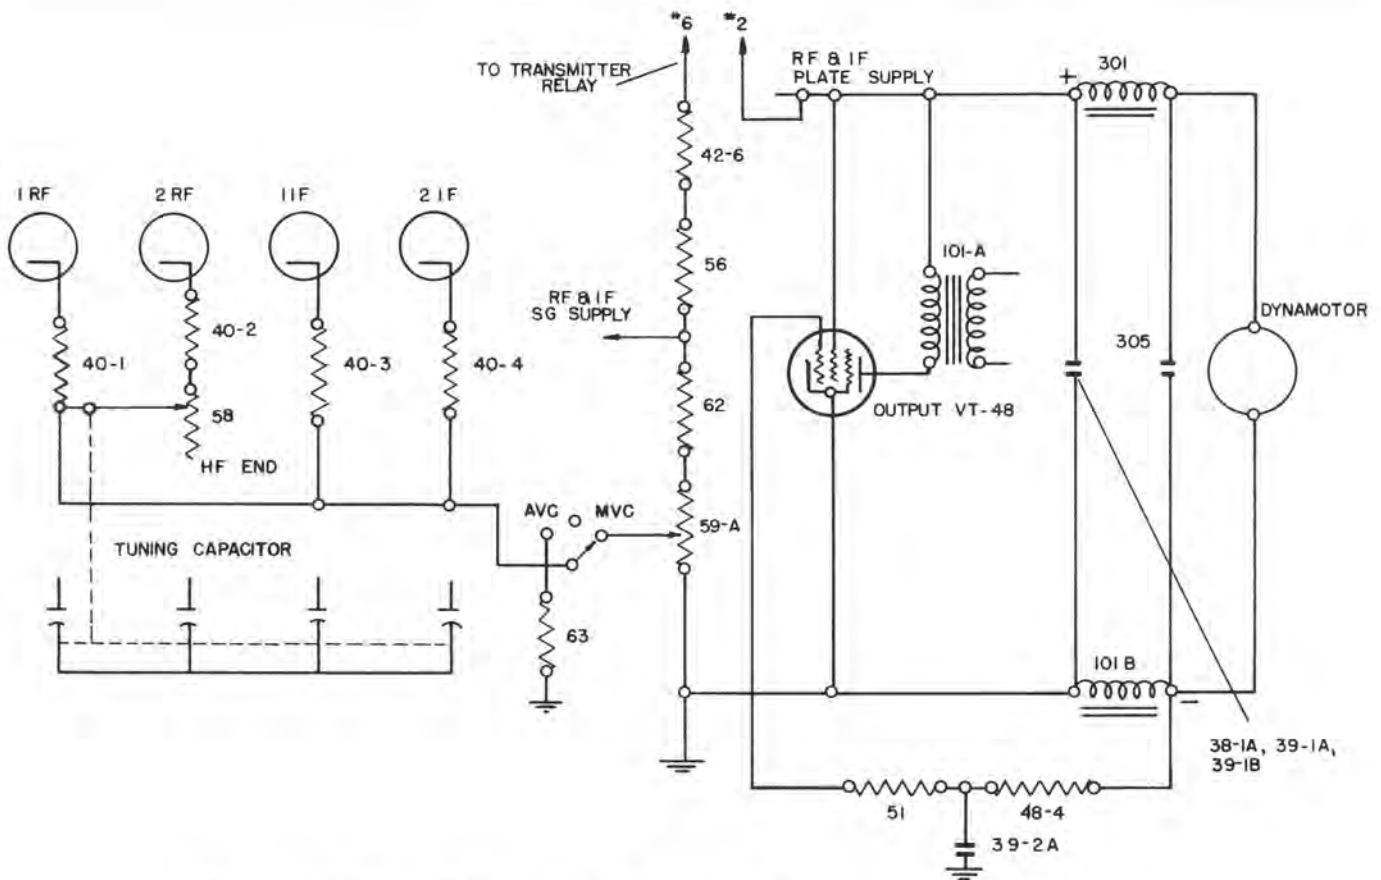 *6 *2
TO TRANSMITTER
RELAY
RF & IF
PLATE SUPPLY
+ 301
42-6
1 RF 2 RF 1 IF 2 IF
56
101-A
RF & IF
SG SUPPLY
DYNAMOTOR
40-2
305
40-1 40-3 40-4
62
58
OUTPUT VT-48
HF END
AVC MVC
59-A
TUNING CAPACITOR
63
101 B
-
38-1A, 39-1A,
39-1B
51 48-4
39-2A